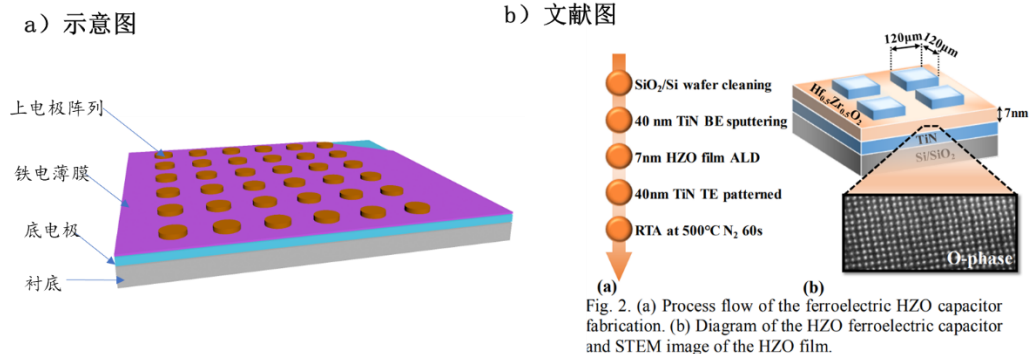 a）示意图
上电极阵列
铁电薄膜
底电极
衬底
b）文献图
SiO₂/Si wafer cleaning
40 nm TiN BE sputtering
7nm HZO film ALD
40nm TiN TE patterned
RTA at 500°C N₂ 60s
(a)
120μm
120μm
Hf₀.₅Zr₀.₅O₂
7nm
TiN
Si/SiO₂
O-phase
(b)
Fig. 2. (a) Process flow of the ferroelectric HZO capacitor
fabrication. (b) Diagram of the HZO ferroelectric capacitor
and STEM image of the HZO film.